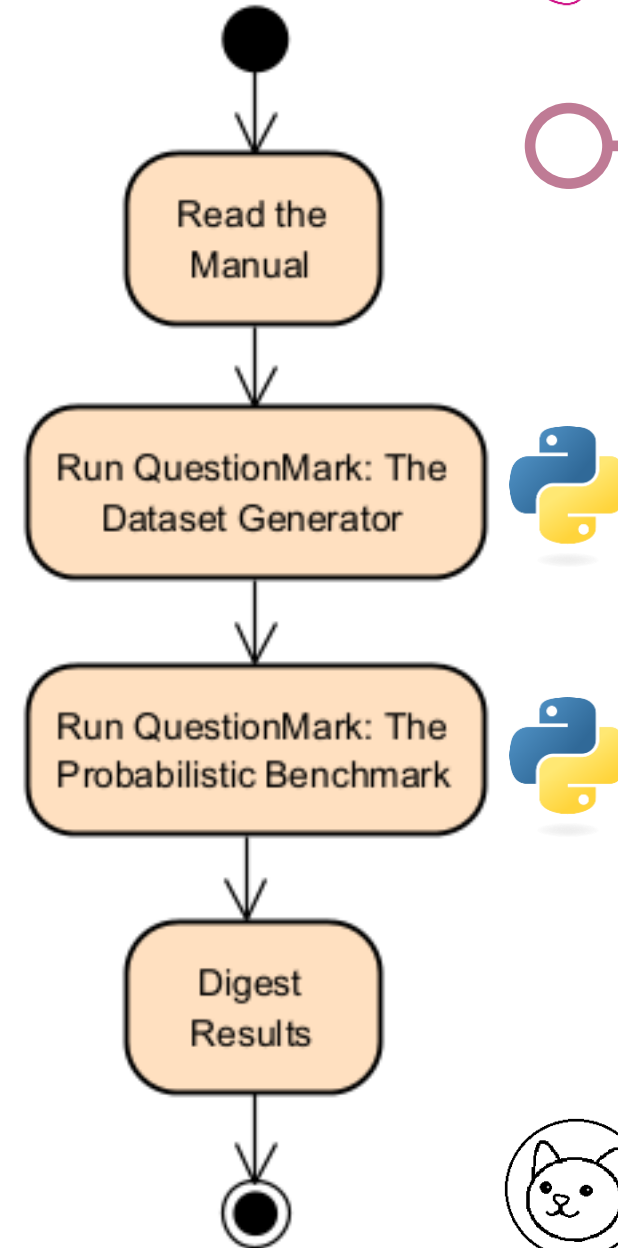 Read the
Manual
Run QuestionMark: The
Dataset Generator
Run QuestionMark: The
Probabilistic Benchmark
Digest
Results